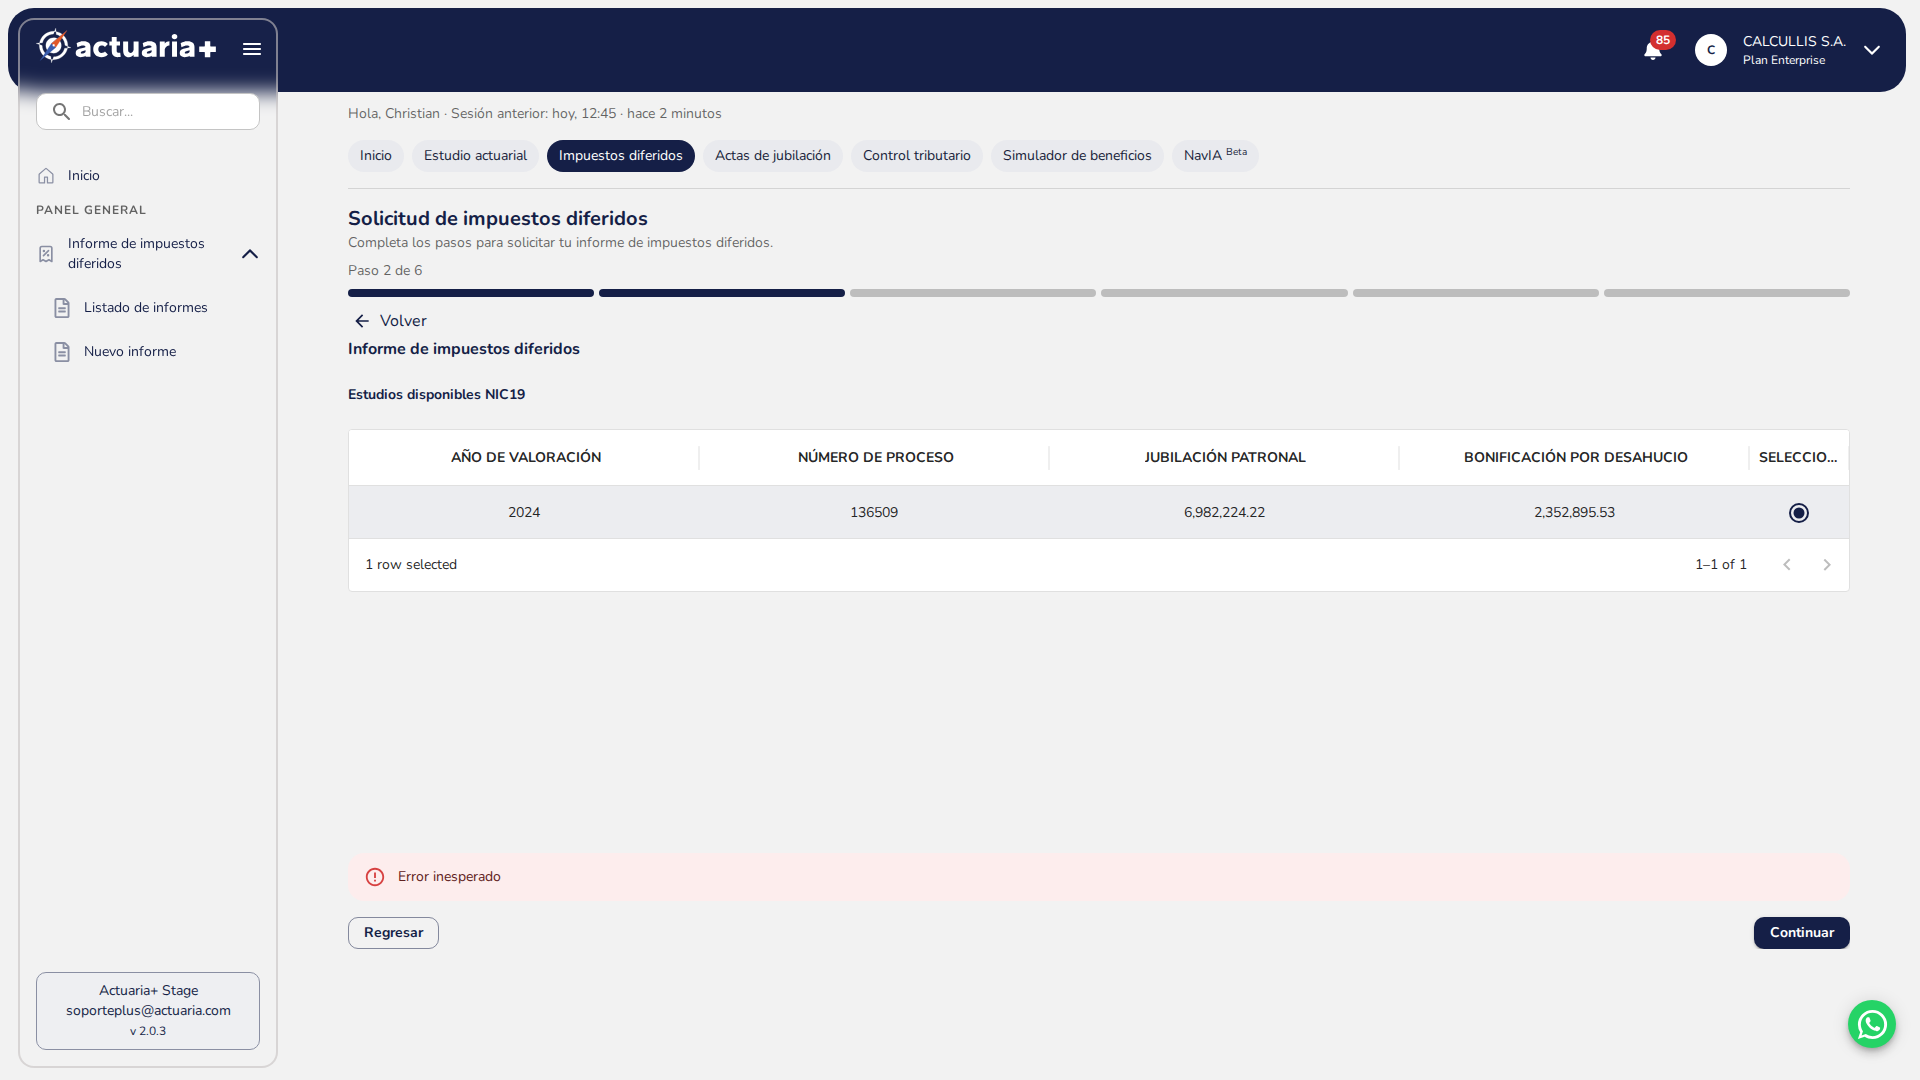 actuaria+
85
C
CALCULLIS S.A.
Plan Enterprise
Buscar...
Inicio
PANEL GENERAL
Informe de impuestos
diferidos
Listado de informes
Nuevo informe
Actuaria+ Stage
soporteplus@actuaria.com
v 2.0.3
Hola, Christian · Sesión anterior: hoy, 12:45 · hace 2 minutos
Inicio
Estudio actuarial
Impuestos diferidos
Actas de jubilación
Control tributario
Simulador de beneficios
NavIA Beta
Solicitud de impuestos diferidos
Completa los pasos para solicitar tu informe de impuestos diferidos.
Paso 2 de 6
Volver
Informe de impuestos diferidos
Estudios disponibles NIC19
AÑO DE VALORACIÓN NÚMERO DE PROCESO JUBILACIÓN PATRONAL BONIFICACIÓN POR DESAHUCIO SELECCIO...
2024 136509 6,982,224.22 2,352,895.53
1 row selected 1–1 of 1
Error inesperado
Regresar Continuar